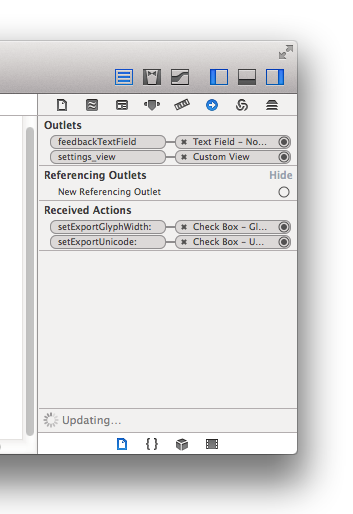 Outlets
feedbackTextField × Text Field – No...
settings_view × Custom View
Referencing Outlets Hide
New Referencing Outlet
Received Actions
setExportGlyphWidth: × Check Box – Gl...
setExportUnicode: × Check Box – U...
Updating...
{ }